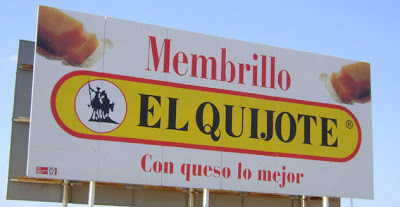 Membrillo
EL QUIJOTE ®
Con queso lo mejor